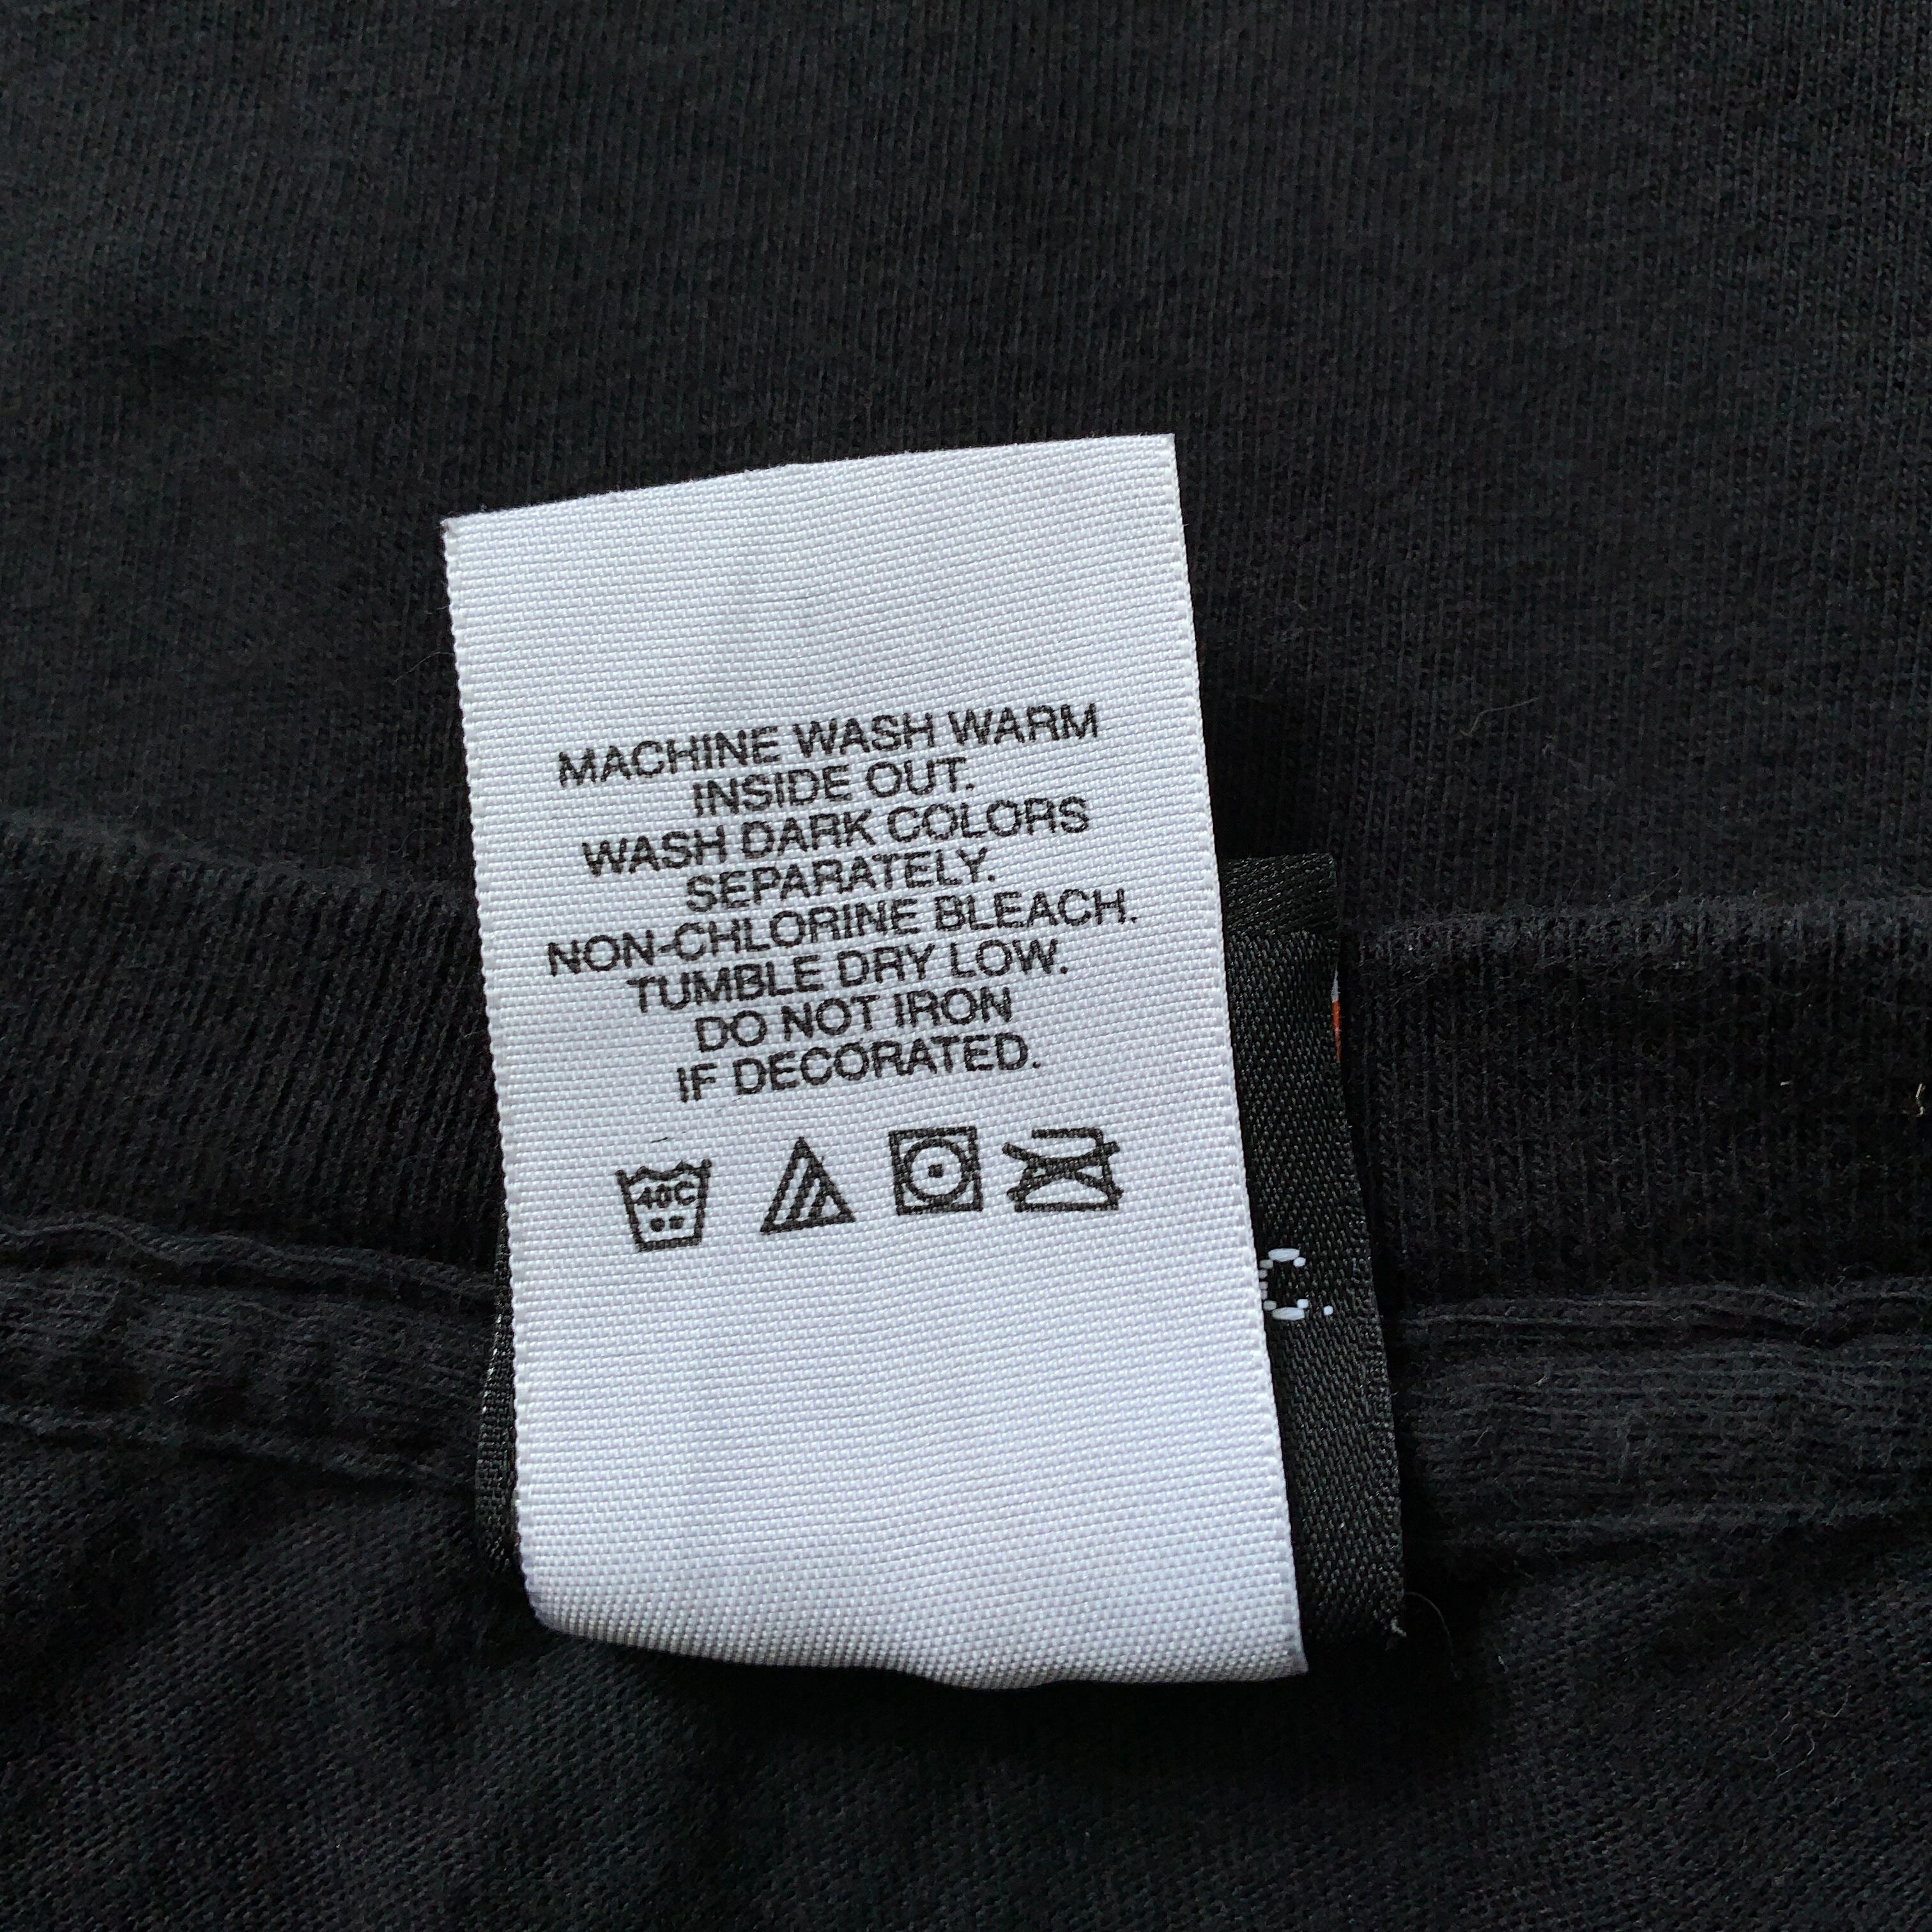 MACHINE WASH WARM
INSIDE OUT.
WASH DARK COLORS
SEPARATELY.
NON-CHLORINE BLEACH.
TUMBLE DRY LOW.
DO NOT IRON
IF DECORATED.
40C
C.